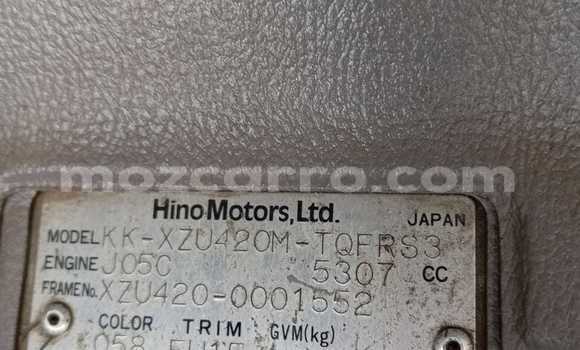 mozcarro.com
Hino Motors, Ltd. JAPAN
MODEL KK-XZU420M-TQFRS3
ENGINE J05C 5307 CC
FRAME No. XZU420-0001552
COLOR TRIM GVM(kg)
058